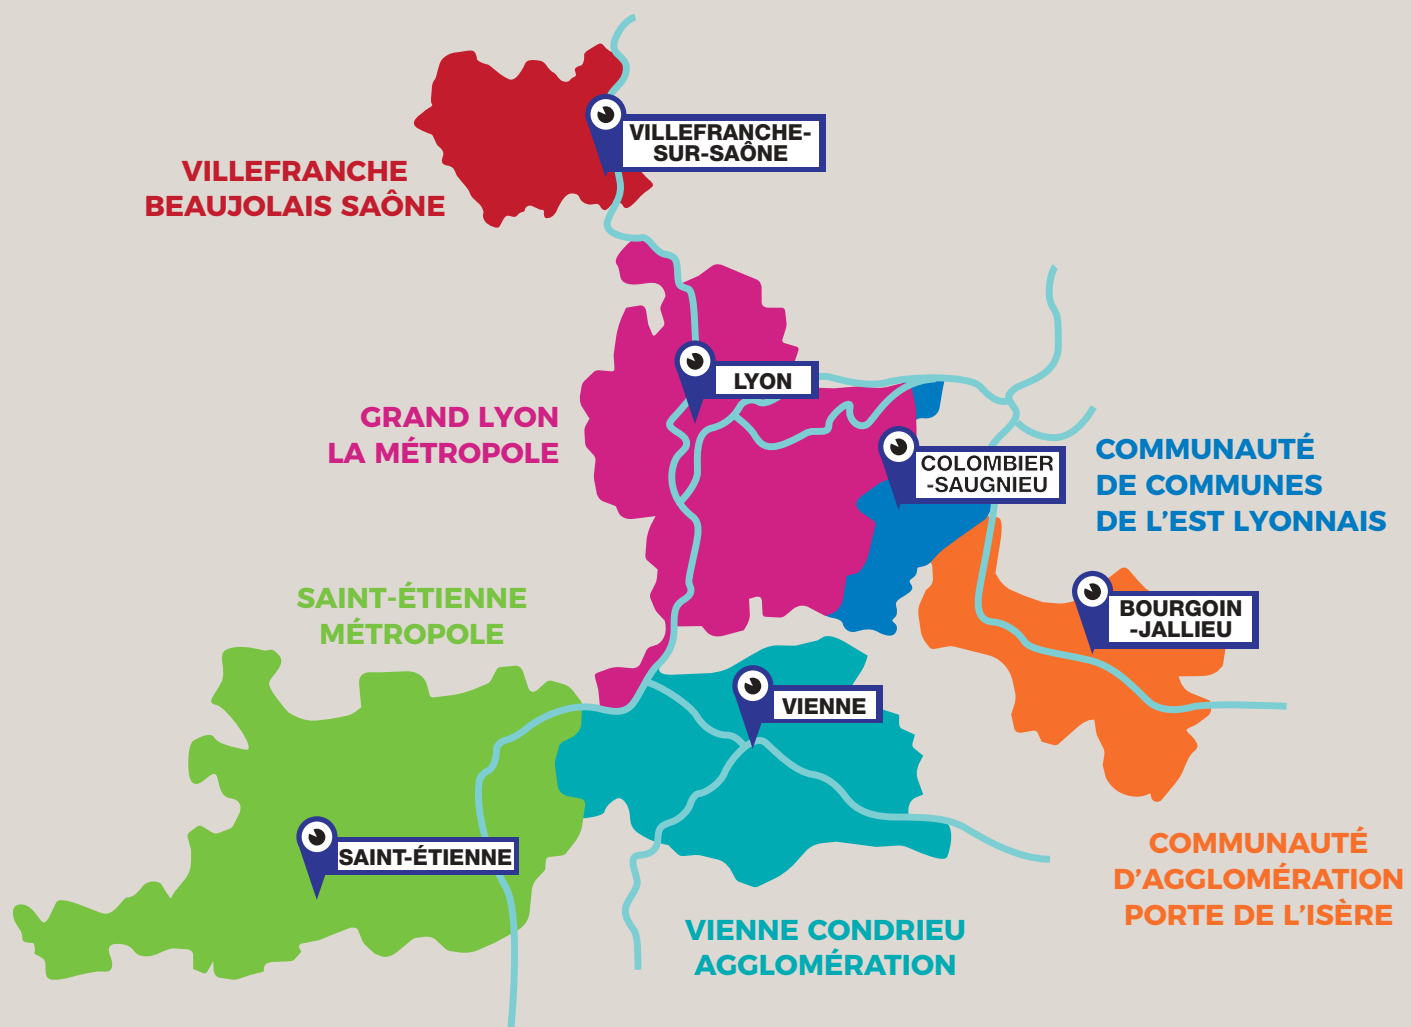 VILLEFRANCHE-
SUR-SAÔNE
VILLEFRANCHE
BEAUJOLAIS SAÔNE
LYON
GRAND LYON
LA MÉTROPOLE
COLOMBIER
-SAUGNIEU
COMMUNAUTÉ
DE COMMUNES
DE L’EST LYONNAIS
SAINT-ÉTIENNE
MÉTROPOLE
BOURGOIN
-JALLIEU
VIENNE
SAINT-ÉTIENNE
COMMUNAUTÉ
D’AGGLOMÉRATION
PORTE DE L’ISÈRE
VIENNE CONDRIEU
AGGLOMÉRATION